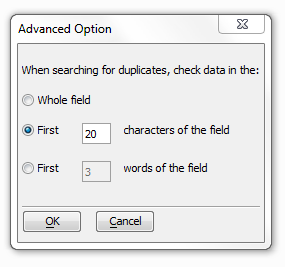 Advanced Option
When searching for duplicates, check data in the:
Whole field
First 20 characters of the field
First 3 words of the field
OK Cancel